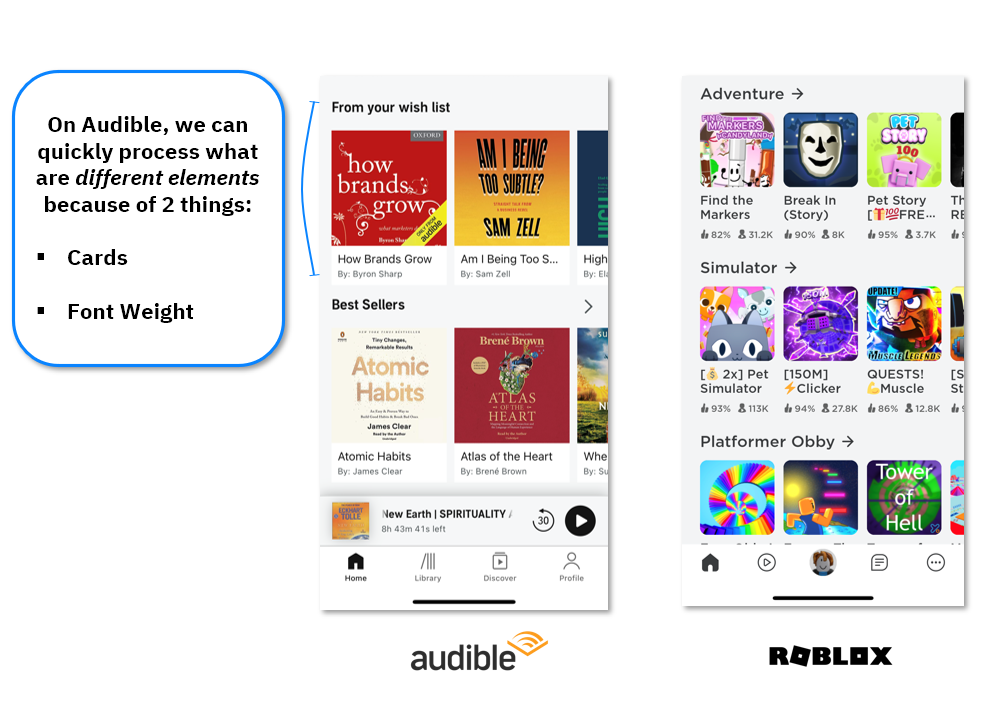 On Audible, we can
quickly process what
are different elements
because of 2 things:
▪ Cards
▪ Font Weight
From your wish list
OXFORD
how
brands
grow
what marketers do
Byron Sharp
ONLY FROM
audible
How Brands Grow
By: Byron Sharp
AM I BEING
TOO SUBTLE?
STRAIGHT TALK FROM
A BUSINESS REBEL
SAM ZELL
Am I Being Too S...
By: Sam Zell
High
By: Ela
Best Sellers
Tiny Changes,
Remarkable Results
Atomic
Habits
An Easy & Proven Way to
Build Good Habits & Break Bad Ones
James Clear
Read by the Author
Atomic Habits
By: James Clear
Brené Brown
ATLAS
OF THE
HEART
Atlas of the Heart
By: Brené Brown
Whe
By: Su
ECKHART
TOLLE
New Earth | SPIRITUALITY
8h 43m 41s left
30
Home
Library
Discover
Profile
audible
Adventure →
FIND THE
MARKERS
CANDYLAND
Find the
Markers
82% 31.2K
Break In
(Story)
90% 8K
PET
STORY
100
Pet Story
[🎁💯FRE...
95% 3.7K
Th
RE
Simulator →
[💰 2x] Pet
Simulator
93% 113K
[150M]
⚡Clicker
94% 27.8K
UPDATE!
MUSCLE LEGENDS
QUESTS!
💪Muscle
86% 12.8K
[S
St
Platformer Obby →
Tower
of
Hell
ROBLOX